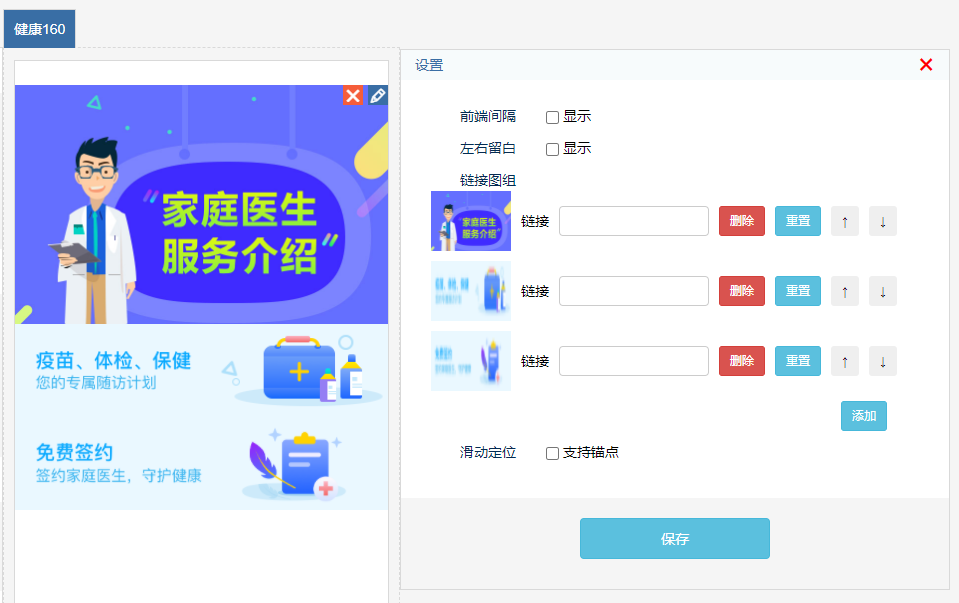 健康160
家庭医生
服务介绍
疫苗、体检、保健
您的专属随访计划
免费签约
签约家庭医生，守护健康
设置
前端间隔 显示
左右留白 显示
链接图组
家庭医生
服务介绍
链接 删除 重置 ↑ ↓
链接 删除 重置 ↑ ↓
链接 删除 重置 ↑ ↓
添加
滑动定位 支持锚点
保存